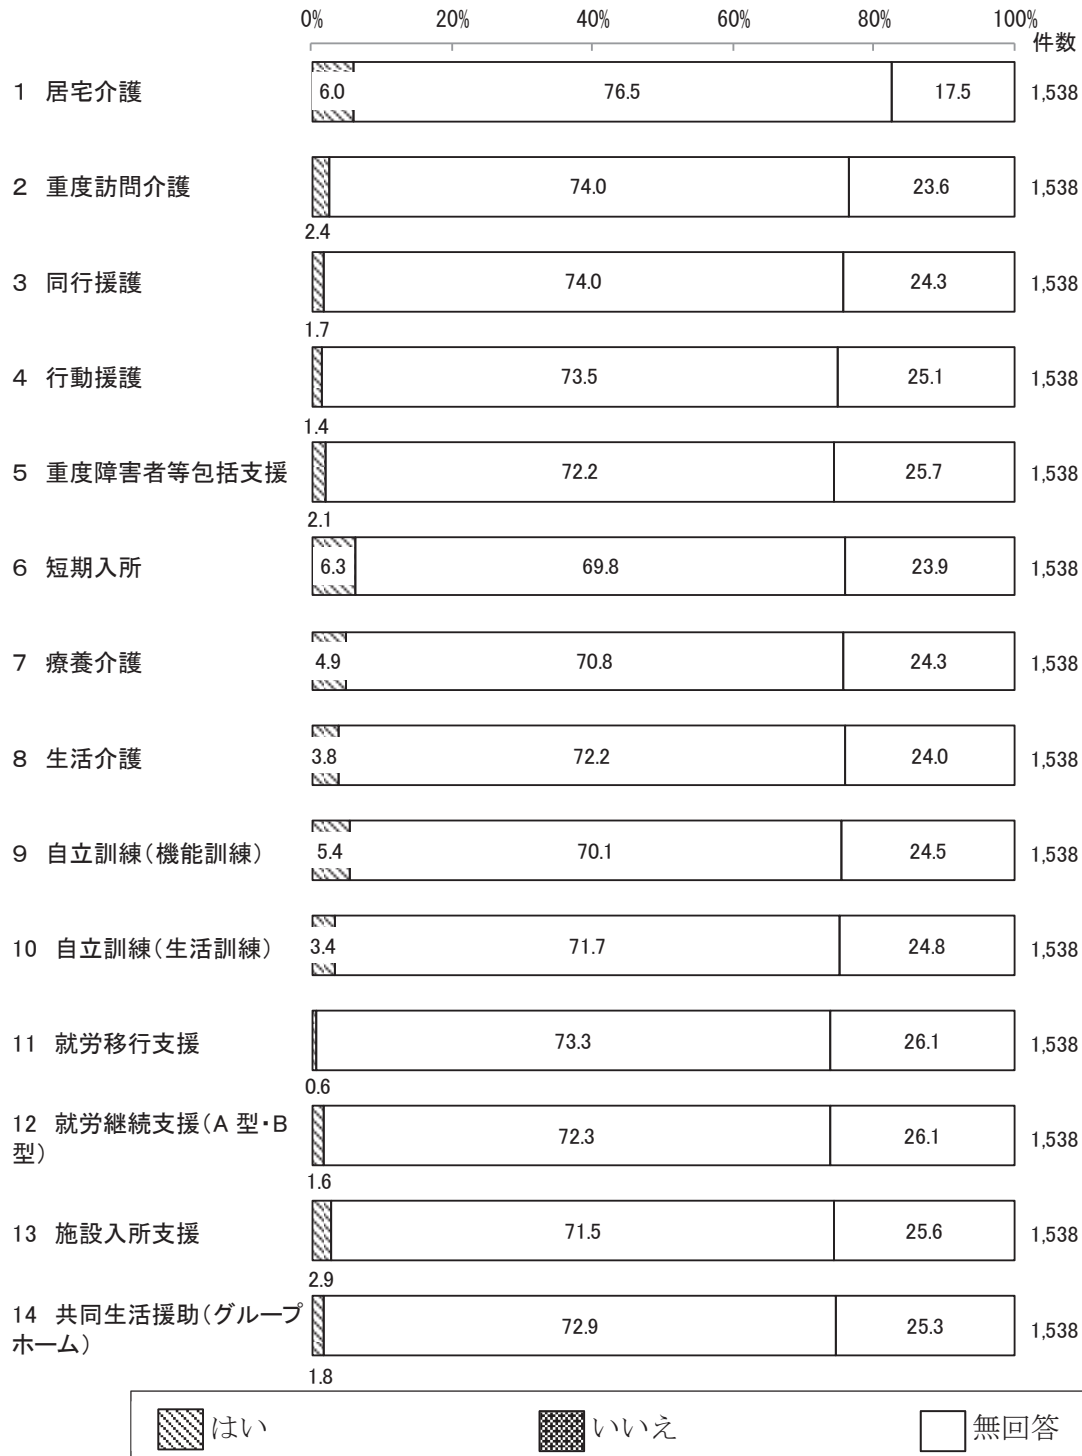 0% 20% 40% 60% 80% 100%
件数
1 居宅介護 6.0 76.5 17.5 1,538
2 重度訪問介護 74.0 23.6 1,538
2.4
3 同行援護 74.0 24.3 1,538
1.7
4 行動援護 73.5 25.1 1,538
1.4
5 重度障害者等包括支援 72.2 25.7 1,538
2.1
6 短期入所 6.3 69.8 23.9 1,538
7 療養介護 4.9 70.8 24.3 1,538
8 生活介護 3.8 72.2 24.0 1,538
9 自立訓練(機能訓練) 5.4 70.1 24.5 1,538
10 自立訓練(生活訓練) 3.4 71.7 24.8 1,538
11 就労移行支援 73.3 26.1 1,538
0.6
12 就労継続支援(A 型・B
型) 72.3 26.1 1,538
1.6
13 施設入所支援 71.5 25.6 1,538
2.9
14 共同生活援助(グループ
ホーム) 72.9 25.3 1,538
1.8
はい いいえ 無回答